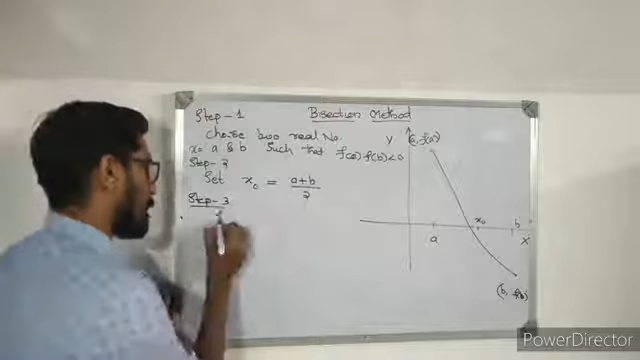 Step-1
Bisection Method
Choose two real No.
x= a & b Such that f(a) f(b)<0
Step-2
Set x₀ = a+b/2
Step-3
Y
(a, f(a))
a
x₀
b
X
(b, f(b))
PowerDirector